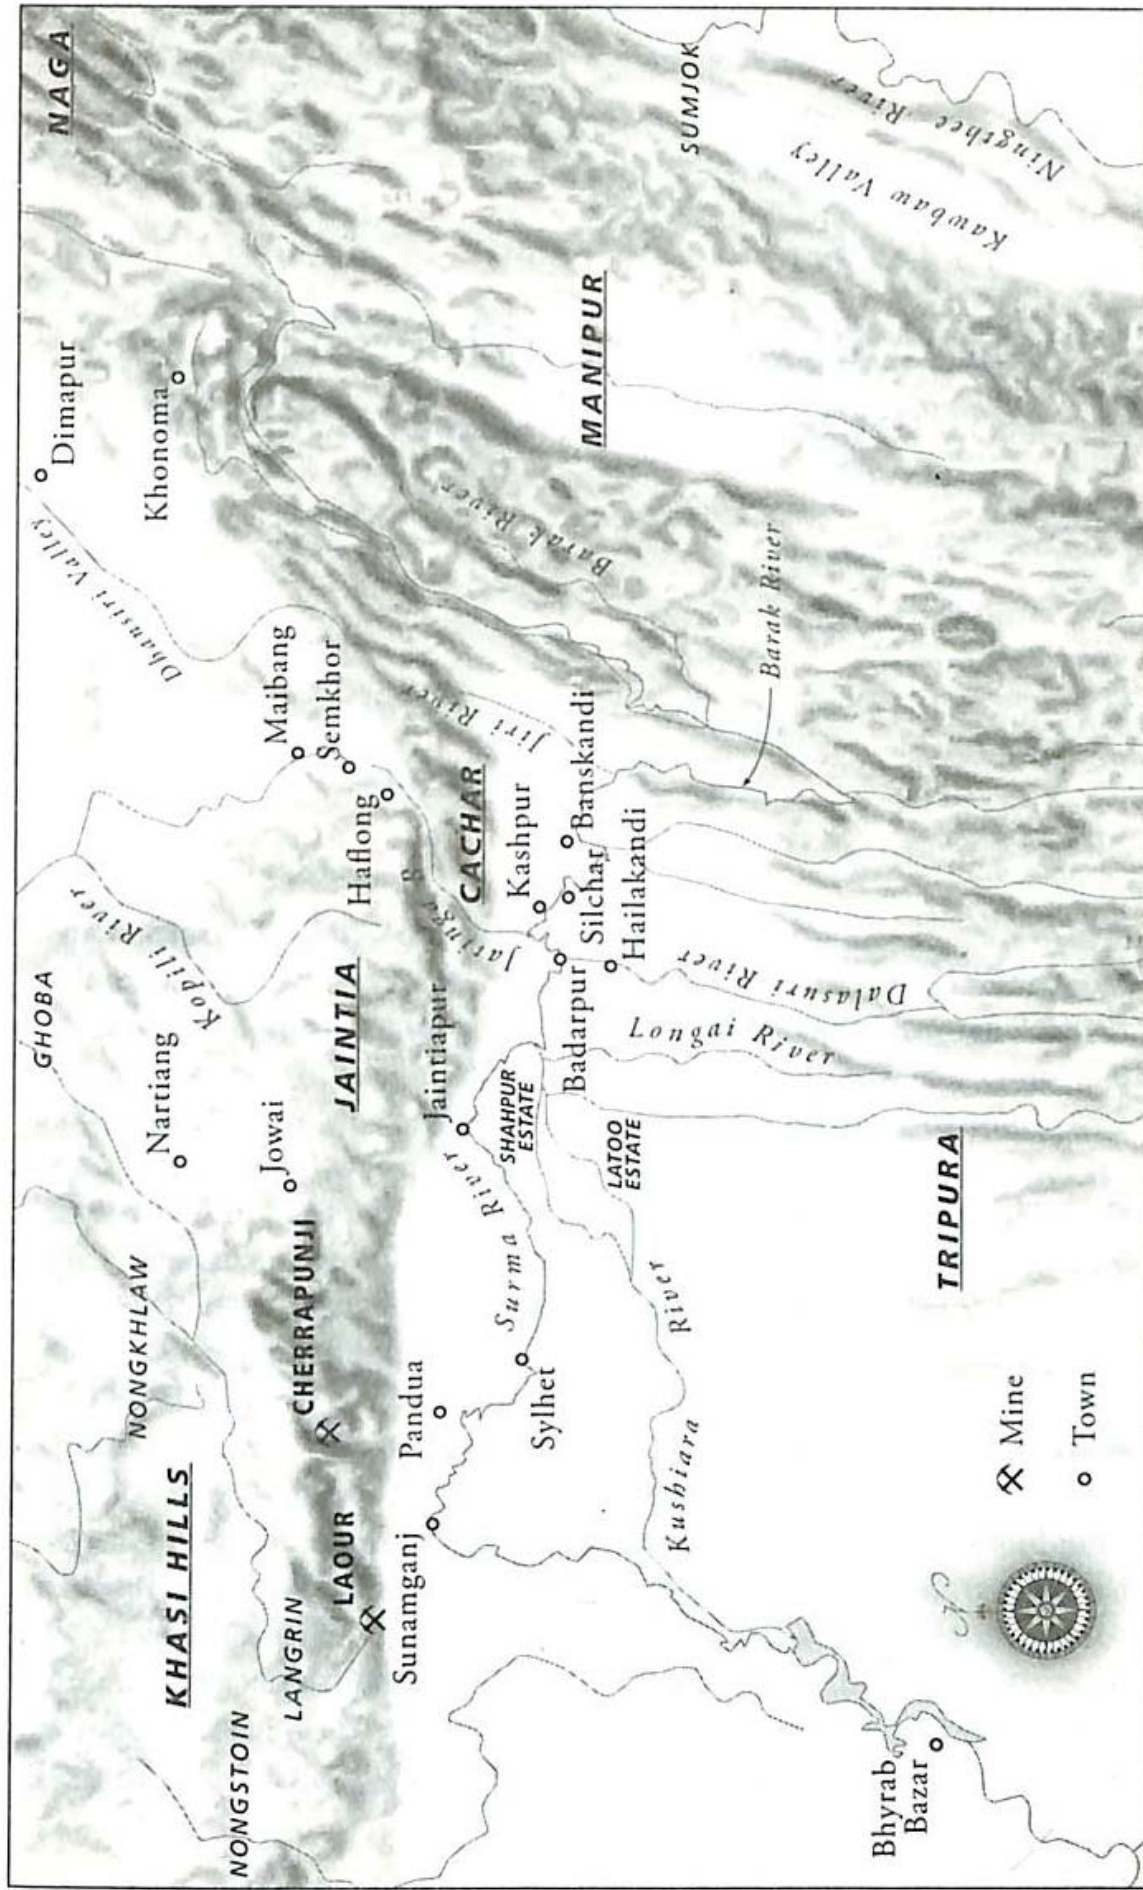 NAGA
Dimapur
Khonoma
Dhansiri Valley
Maibang
Semkhor
Haflong
Kopili River
GHOBA
Nartiang
Jowai
NONGKHLAW
KHASI HILLS
NONGSTOIN
LANGRIN
LAOUR
CHERRAPUNJI
JAINTIA
Jaintiapur
Jatinga
CACHAR
Jiri River
Barak River
MANIPUR
SUMJOK
Kawbaw Valley
Ningthee River
Kashpur
Silchar
Banskandi
Hailakandi
Badarpur
Barak River
Dalasuri River
Longai River
SHAHPUR
ESTATE
LATOO
ESTATE
Surma River
Sylhet
Pandua
Sunamganj
Kushiara River
TRIPURA
Bhyrab
Bazar
N
Mine
Town